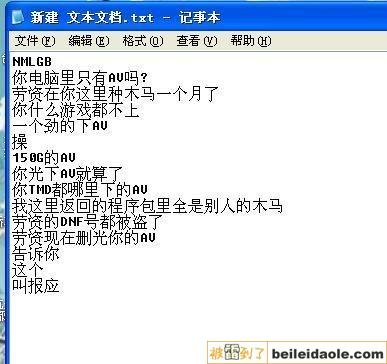 新建 文本文档.txt - 记事本
文件(F) 编辑(E) 格式(O) 查看(V) 帮助(H)
NMLGB
你电脑里只有AV吗?
劳资在你这里种木马一个月了
你什么游戏都不上
一个劲的下AV
操
150G的AV
你光下AV就算了
你TMD都哪里下的AV
我这里返回的程序包里全是别人的木马
劳资的DNF号都被盗了
劳资现在删光你的AV
告诉你
这个
叫报应
被雷到了 beileidaole.com